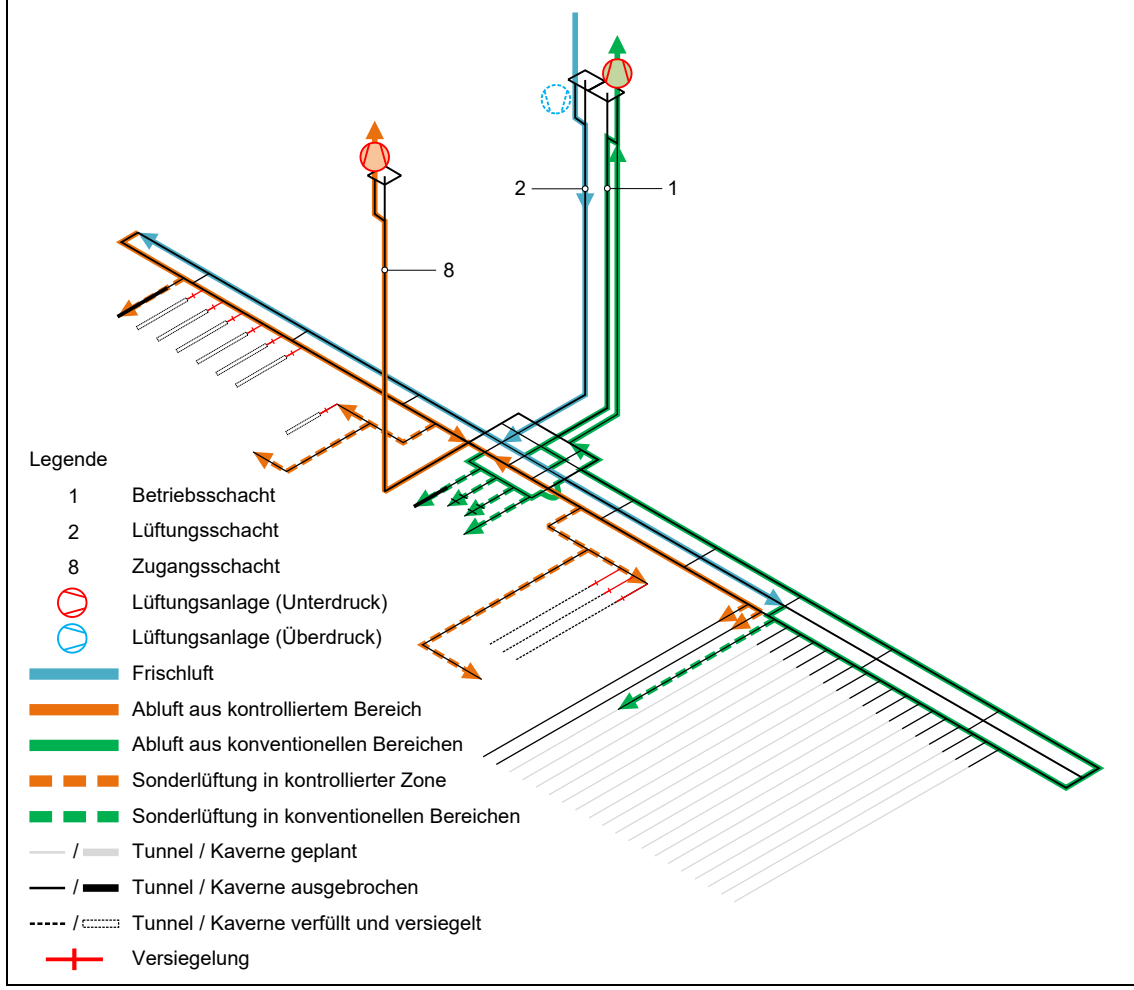 2
1
8
Legende
1 Betriebsschacht
2 Lüftungsschacht
8 Zugangsschacht
Lüftungsanlage (Unterdruck)
Lüftungsanlage (Überdruck)
Frischluft
Abluft aus kontrolliertem Bereich
Abluft aus konventionellen Bereichen
Sonderlüftung in kontrollierter Zone
Sonderlüftung in konventionellen Bereichen
/ Tunnel / Kaverne geplant
/ Tunnel / Kaverne ausgebrochen
/ Tunnel / Kaverne verfüllt und versiegelt
Versiegelung